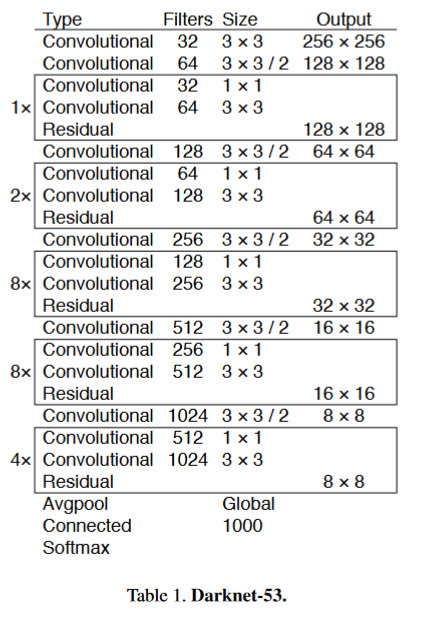 Type Filters Size Output
Convolutional 32 3 × 3 256 × 256
Convolutional 64 3 × 3 / 2 128 × 128
Convolutional 32 1 × 1
1× Convolutional 64 3 × 3
Residual 128 × 128
Convolutional 128 3 × 3 / 2 64 × 64
Convolutional 64 1 × 1
2× Convolutional 128 3 × 3
Residual 64 × 64
Convolutional 256 3 × 3 / 2 32 × 32
Convolutional 128 1 × 1
8× Convolutional 256 3 × 3
Residual 32 × 32
Convolutional 512 3 × 3 / 2 16 × 16
Convolutional 256 1 × 1
8× Convolutional 512 3 × 3
Residual 16 × 16
Convolutional 1024 3 × 3 / 2 8 × 8
Convolutional 512 1 × 1
4× Convolutional 1024 3 × 3
Residual 8 × 8
Avgpool Global
Connected 1000
Softmax
Table 1. Darknet-53.